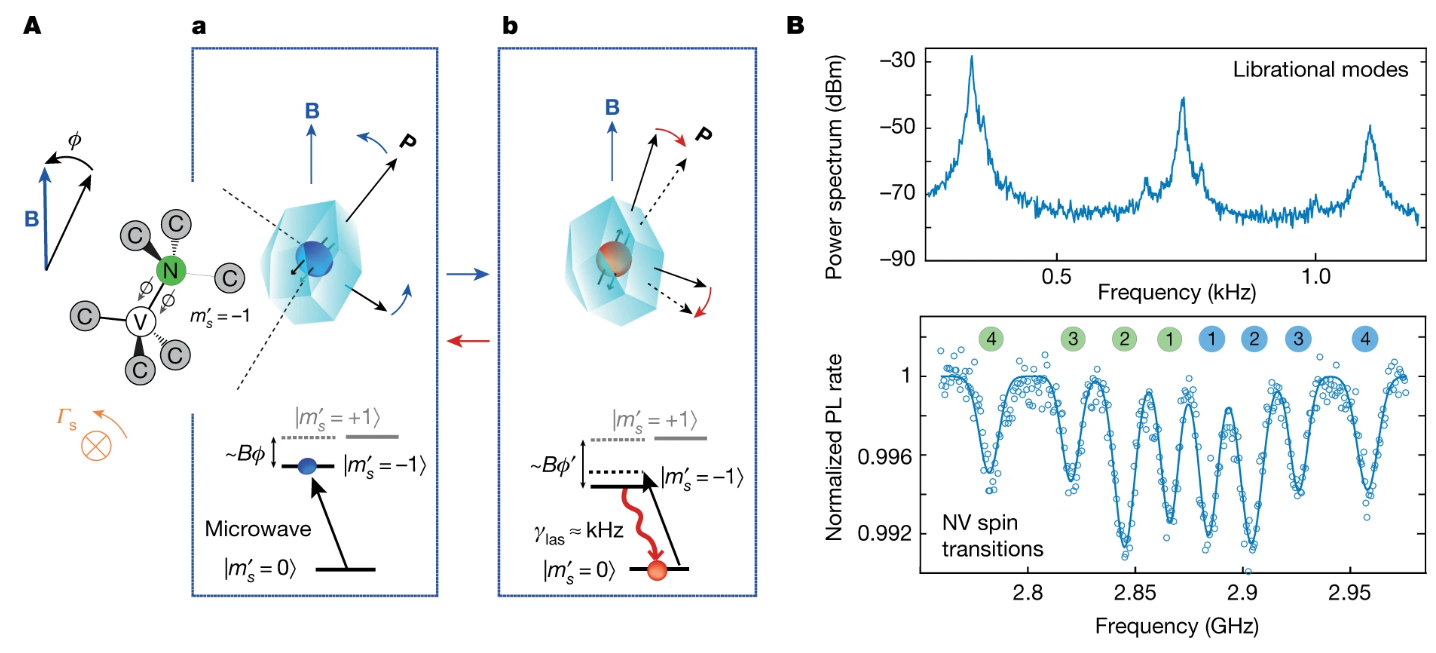 A
a
b
B
B
ϕ
B
P
B
P
C
C
N
C
C
V
C
C
m′s = −1
Γs
|m′s = +1⟩
~Bϕ
|m′s = −1⟩
Microwave
|m′s = 0⟩
|m′s = +1⟩
~Bϕ′
|m′s = −1⟩
γlas ≈ kHz
|m′s = 0⟩
Power spectrum (dBm)
−30
−50
−70
−90
Librational modes
0.5
1.0
Frequency (kHz)
Normalized PL rate
1
0.996
0.992
4
3
2
1
1
2
3
4
NV spin
transitions
2.8
2.85
2.9
2.95
Frequency (GHz)